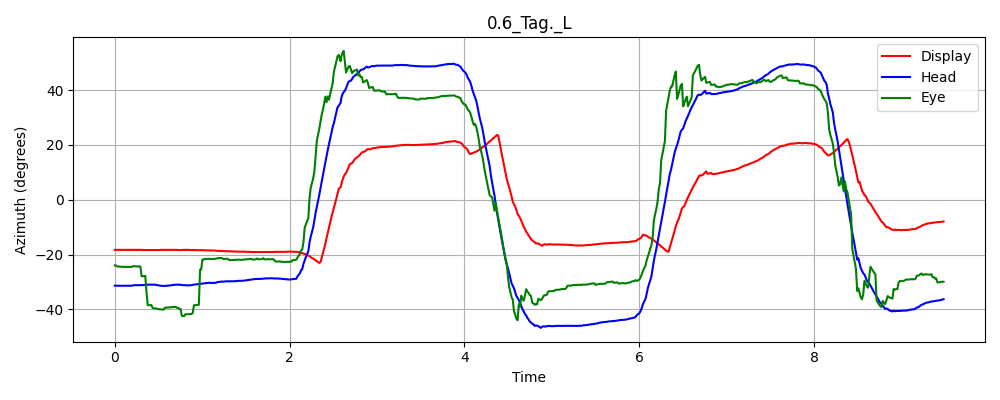 0.6_Tag._L
Display
Head
Eye
Azimuth (degrees)
40
20
0
−20
−40
0 2 4 6 8
Time